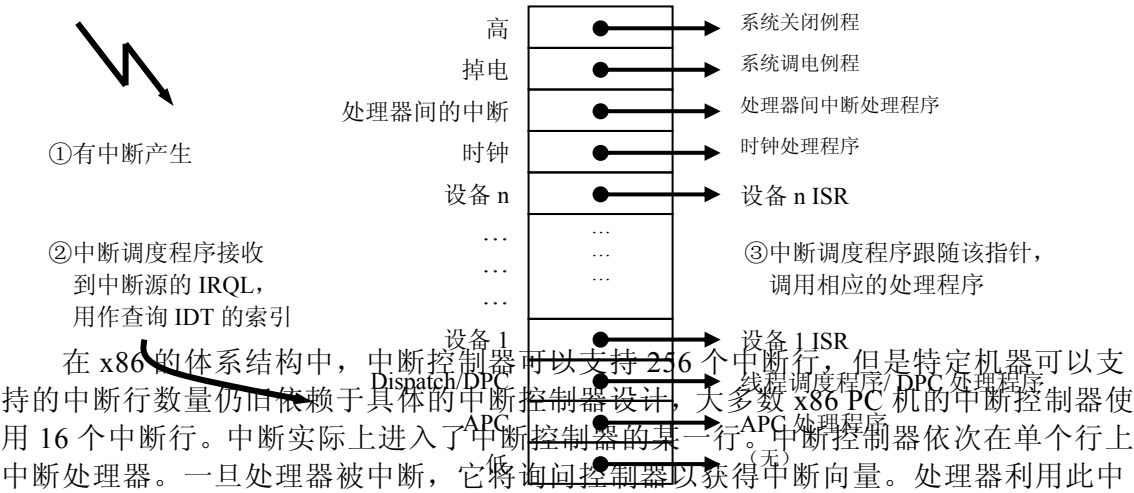 高 系统关闭例程
掉电 系统调电例程
处理器间的中断 处理器间中断处理程序
①有中断产生 时钟 时钟处理程序
设备 n 设备 n ISR
②中断调度程序接收
到中断源的 IRQL,
用作查询 IDT 的索引
… …
… …
… …
③中断调度程序跟随该指针,
调用相应的处理程序
设备 1 设备 1 ISR
Dispatch/DPC 线程调度程序/ DPC 处理程序
APC APC 处理程序
低 (无)
在 x86 的体系结构中，中断控制器可以支持 256 个中断行，但是特定机器可以支
持的中断行数量仍旧依赖于具体的中断控制器设计，大多数 x86 PC 机的中断控制器使
用 16 个中断行。中断实际上进入了中断控制器的某一行。中断控制器依次在单个行上
中断处理器。一旦处理器被中断，它将询问控制器以获得中断向量。处理器利用此中